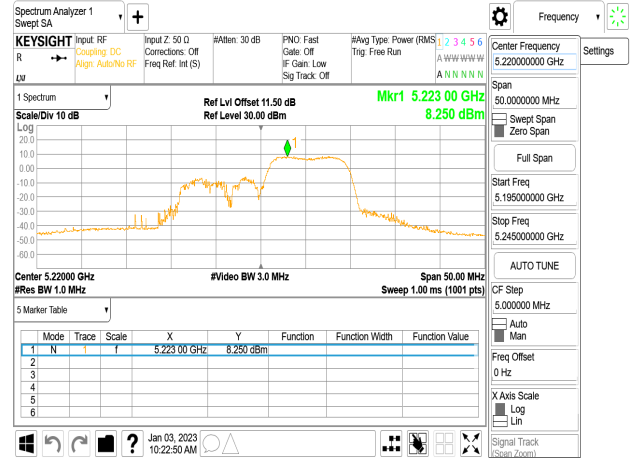 Spectrum Analyzer 1
Swept SA
Frequency
KEYSIGHT
R
Input: RF
Coupling: DC
Align: Auto/No RF
Input Z: 50 Ω
Corrections: Off
Freq Ref: Int (S)
#Atten: 30 dB
PNO: Fast
Gate: Off
IF Gain: Low
Sig Track: Off
#Avg Type: Power (RMS
Trig: Free Run
1 2 3 4 5 6
A W W W W W
A N N N N N
1 Spectrum
Scale/Div 10 dB
Ref Lvl Offset 11.50 dB
Ref Level 30.00 dBm
Mkr1 5.223 00 GHz
8.250 dBm
Log
20.0
10.0
0.00
-10.0
-20.0
-30.0
-40.0
-50.0
-60.0
1
Center 5.22000 GHz
#Res BW 1.0 MHz
#Video BW 3.0 MHz
Span 50.00 MHz
Sweep 1.00 ms (1001 pts)
5 Marker Table
Mode Trace Scale X Y Function Function Width Function Value
1 N 1 f 5.223 00 GHz 8.250 dBm
2
3
4
5
6
Jan 03, 2023
10:22:50 AM
?
Center Frequency
5.220000000 GHz
Settings
Span
50.0000000 MHz
Swept Span
Zero Span
Full Span
Start Freq
5.195000000 GHz
Stop Freq
5.245000000 GHz
AUTO TUNE
CF Step
5.000000 MHz
Auto
Man
Freq Offset
0 Hz
X Axis Scale
Log
Lin
Signal Track
(Span Zoom)